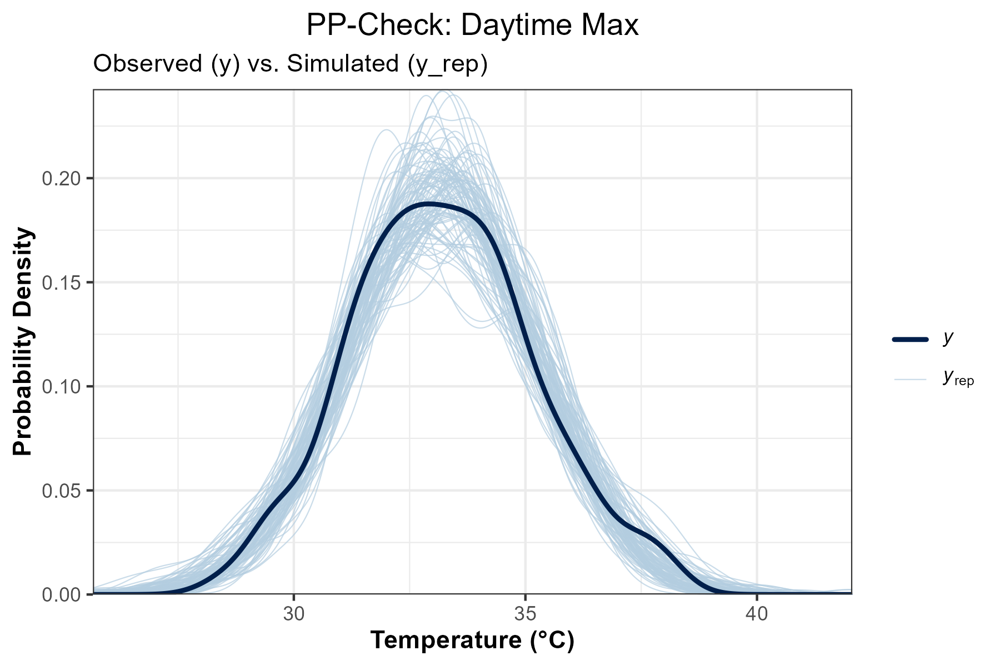 PP-Check: Daytime Max
Observed (y) vs. Simulated (y_rep)
Probability Density
0.20
0.15
0.10
0.05
0.00
30 35 40
Temperature (°C)
y
y rep